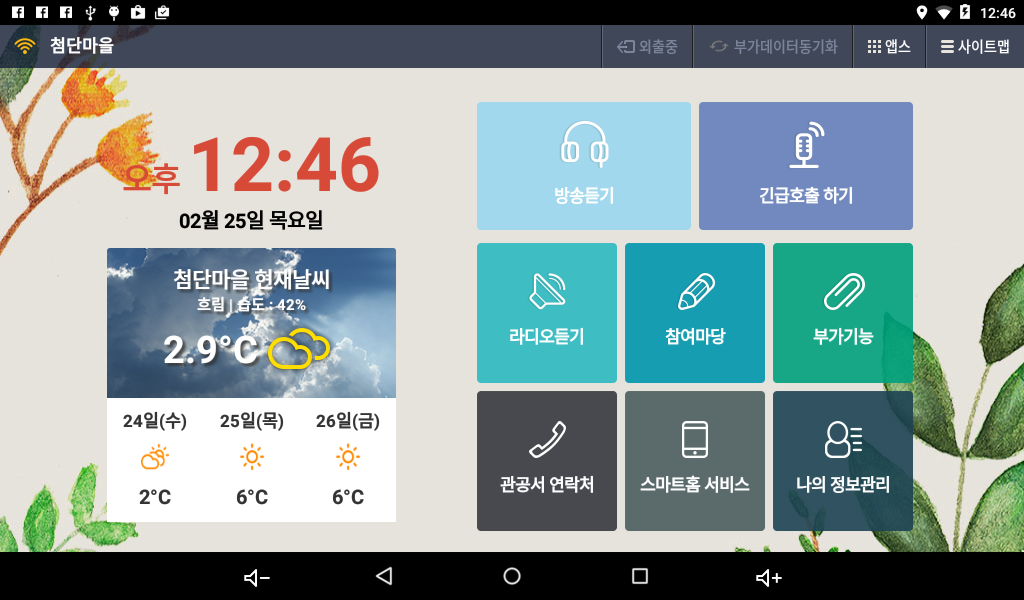 12:46
첨단마을
외출중
부가데이터동기화
앱스
사이트맵
오후 12:46
02월 25일 목요일
첨단마을 현재날씨
흐림 | 습도 : 42%
2.9°C
24일(수) 25일(목) 26일(금)
2°C 6°C 6°C
방송듣기
긴급호출 하기
라디오듣기
참여마당
부가기능
관공서 연락처
스마트홈 서비스
나의 정보관리